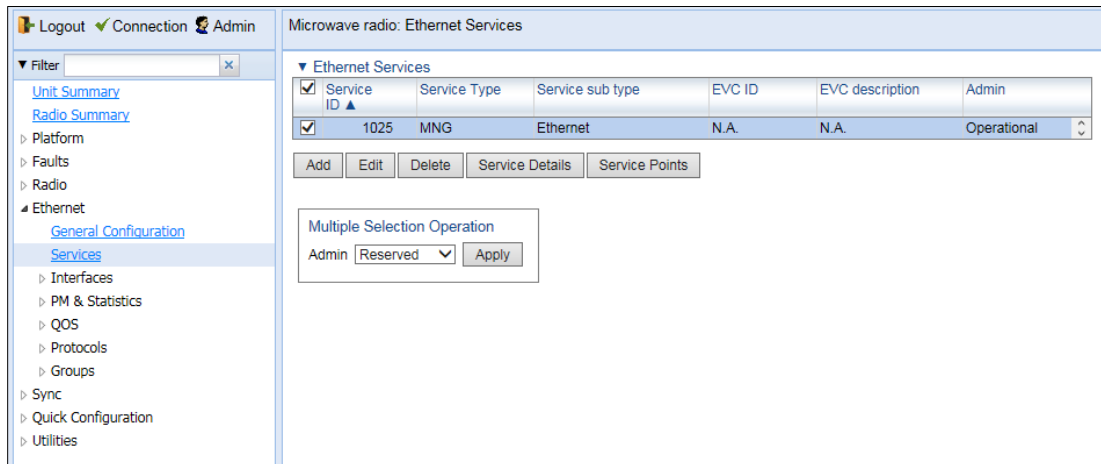 Logout Connection Admin
Microwave radio: Ethernet Services
▼ Filter
Unit Summary
Radio Summary
▷ Platform
▷ Faults
▷ Radio
Ethernet
General Configuration
Services
▷ Interfaces
▷ PM & Statistics
▷ QOS
▷ Protocols
▷ Groups
▷ Sync
▷ Quick Configuration
▷ Utilities
▼ Ethernet Services
Service ID ▲ Service Type Service sub type EVC ID EVC description Admin
1025 MNG Ethernet N.A. N.A. Operational
Add Edit Delete Service Details Service Points
Multiple Selection Operation
Admin Reserved Apply